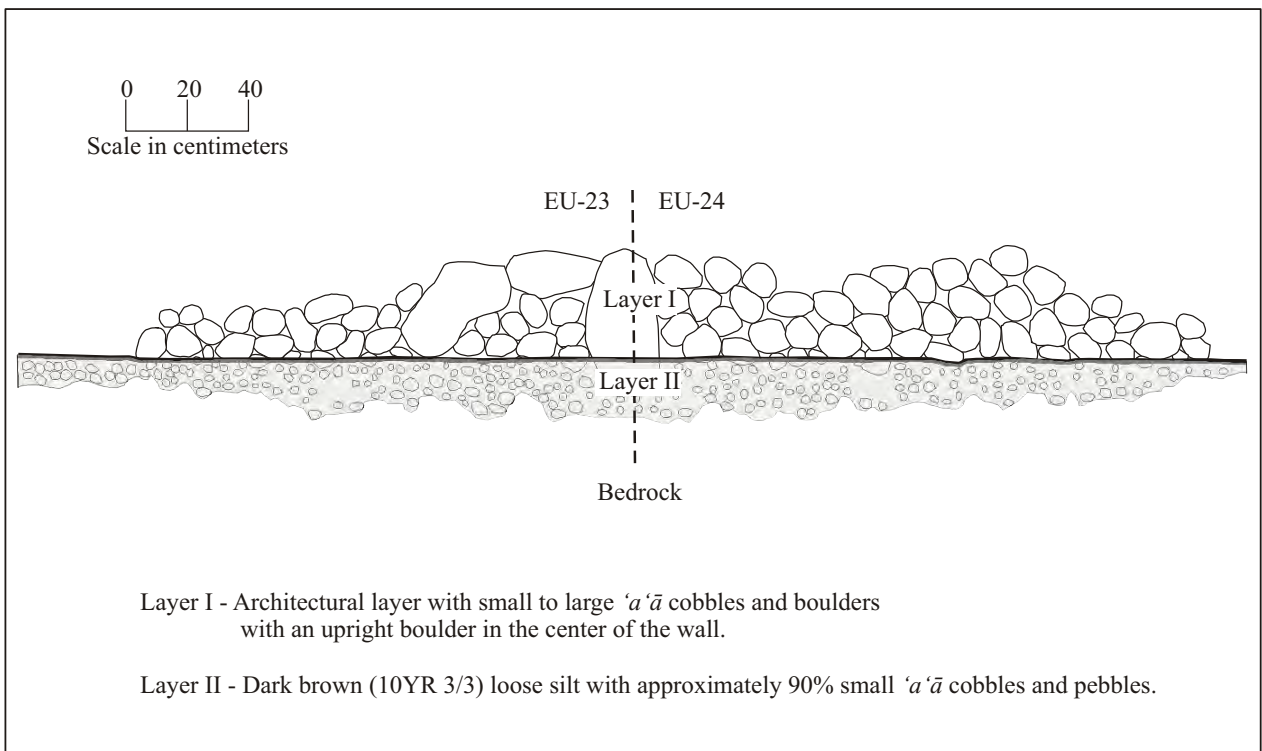 0 20 40
Scale in centimeters
EU-23 EU-24
Layer I
Layer II
Bedrock
Layer I - Architectural layer with small to large ʻaʻā cobbles and boulders
with an upright boulder in the center of the wall.
Layer II - Dark brown (10YR 3/3) loose silt with approximately 90% small ʻaʻā cobbles and pebbles.